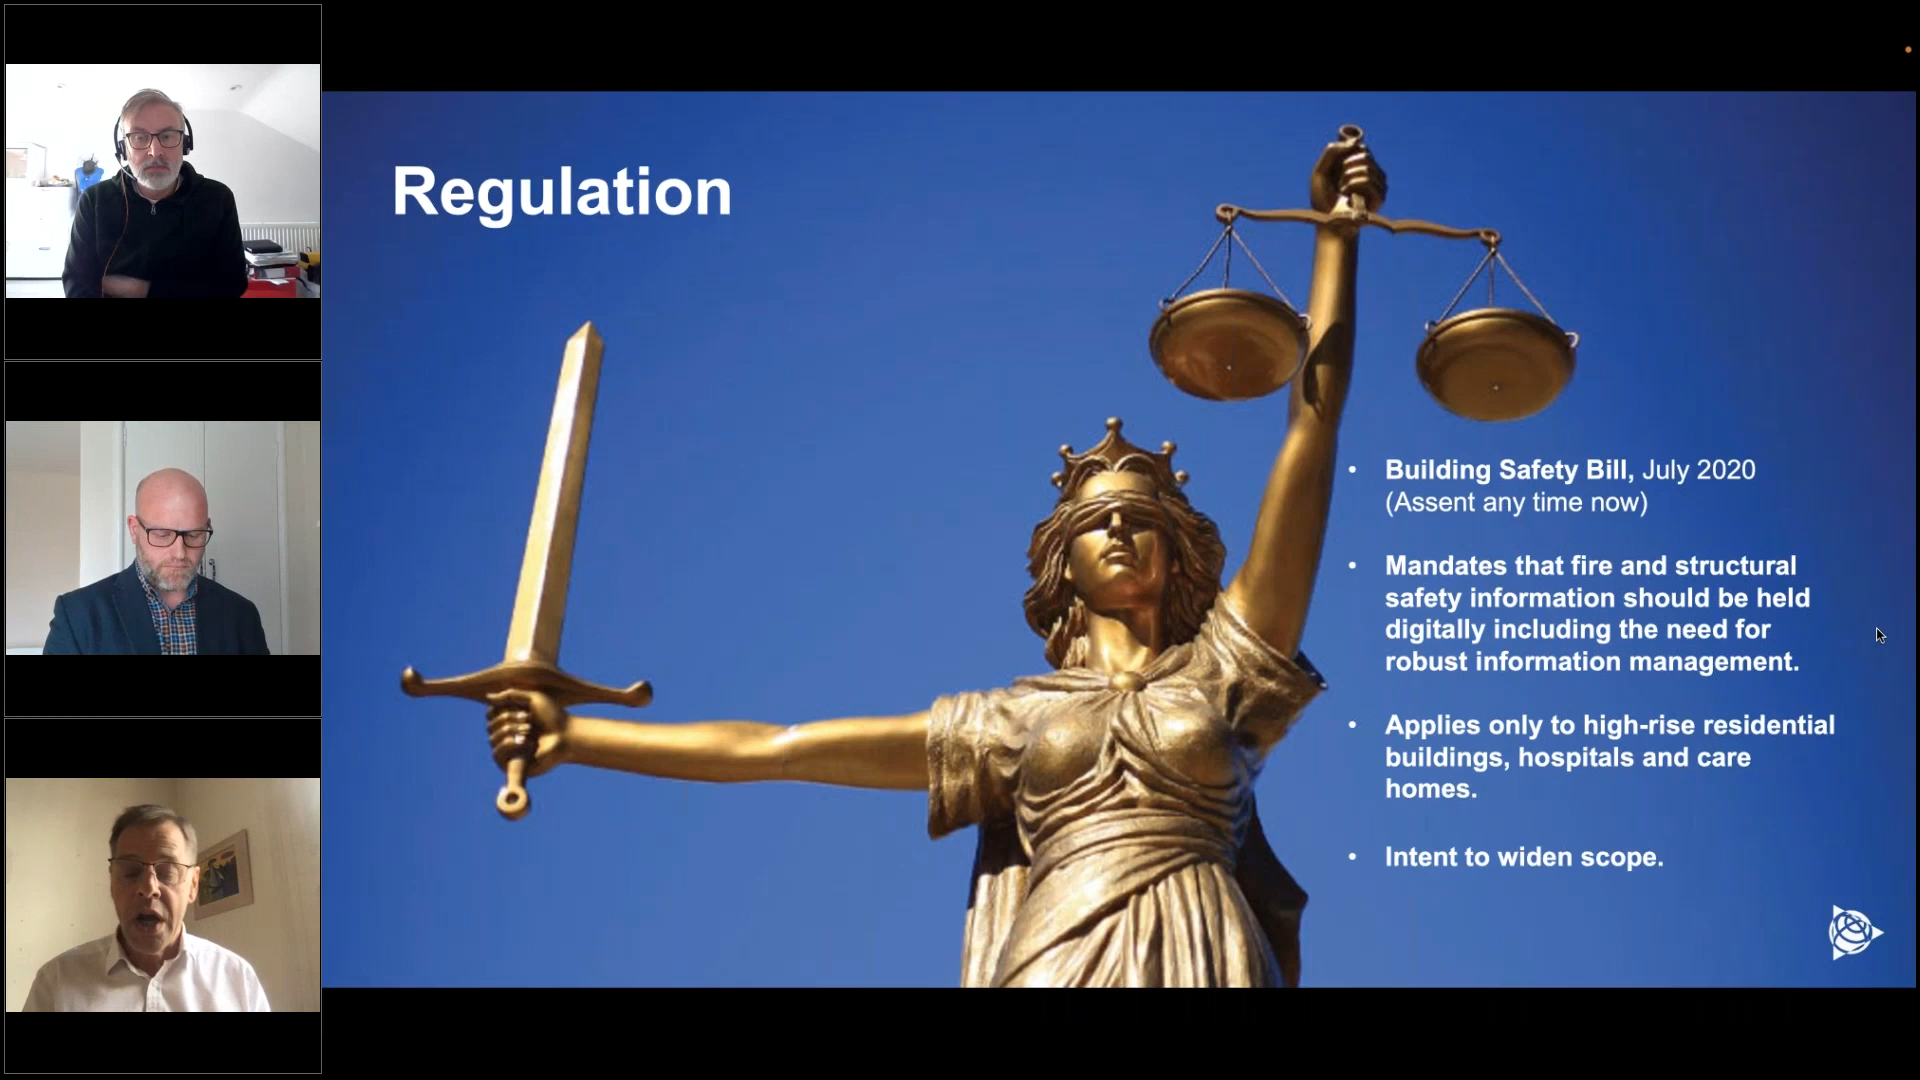 Regulation
• Building Safety Bill, July 2020
(Assent any time now)
• Mandates that fire and structural
safety information should be held
digitally including the need for
robust information management.
• Applies only to high-rise residential
buildings, hospitals and care
homes.
• Intent to widen scope.